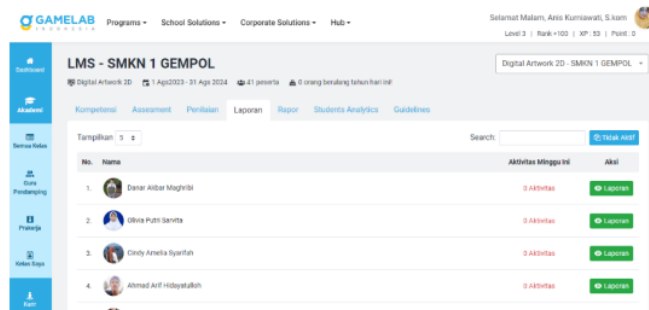 GAMELAB
INDONESIA
Programs
School Solutions
Corporate Solutions
Hub
Selamat Malam, Anis Kurniawati, S.kom
Level 3 | Rank >100 | XP : 53 | Point : 0
Dashboard
Akademi
Semua Kelas
Guru Pendamping
Prakerja
Kelas Saya
Karir
LMS - SMKN 1 GEMPOL
Digital Artwork 2D - SMKN 1 GEMPOL
Digital Artwork 2D
1 Ags2023 - 31 Ags 2024
41 peserta
6 orang berulang tahun hari ini!
Kompetensi
Assesment
Penilaian
Laporan
Rapor
Students Analytics
Guidelines
Tampilkan 5
Search:
Tidak Aktif
No. Nama Aktivitas Minggu Ini Aksi
1. Danar Akbar Maghribi 0 Aktivitas Laporan
2. Olivia Putri Sarvita 0 Aktivitas Laporan
3. Cindy Amelia Syarifah 0 Aktivitas Laporan
4. Ahmad Arif Hidayatulloh 0 Aktivitas Laporan